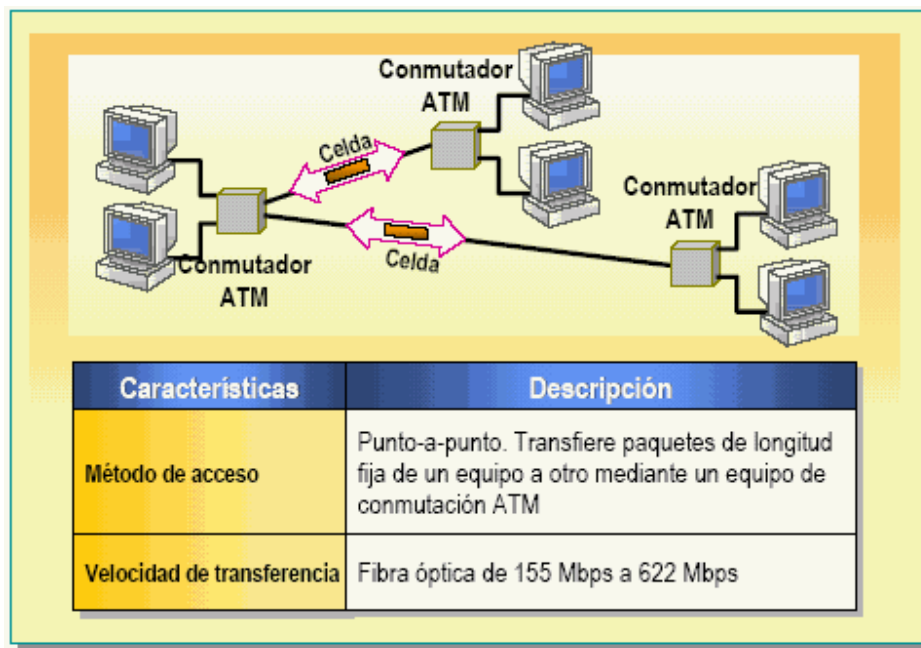 Conmutador
ATM
Celda
Conmutador
ATM
Celda
Conmutador
ATM
Características
Descripción
Método de acceso
Punto-a-punto. Transfiere paquetes de longitud
fija de un equipo a otro mediante un equipo de
conmutación ATM
Velocidad de transferencia
Fibra óptica de 155 Mbps a 622 Mbps